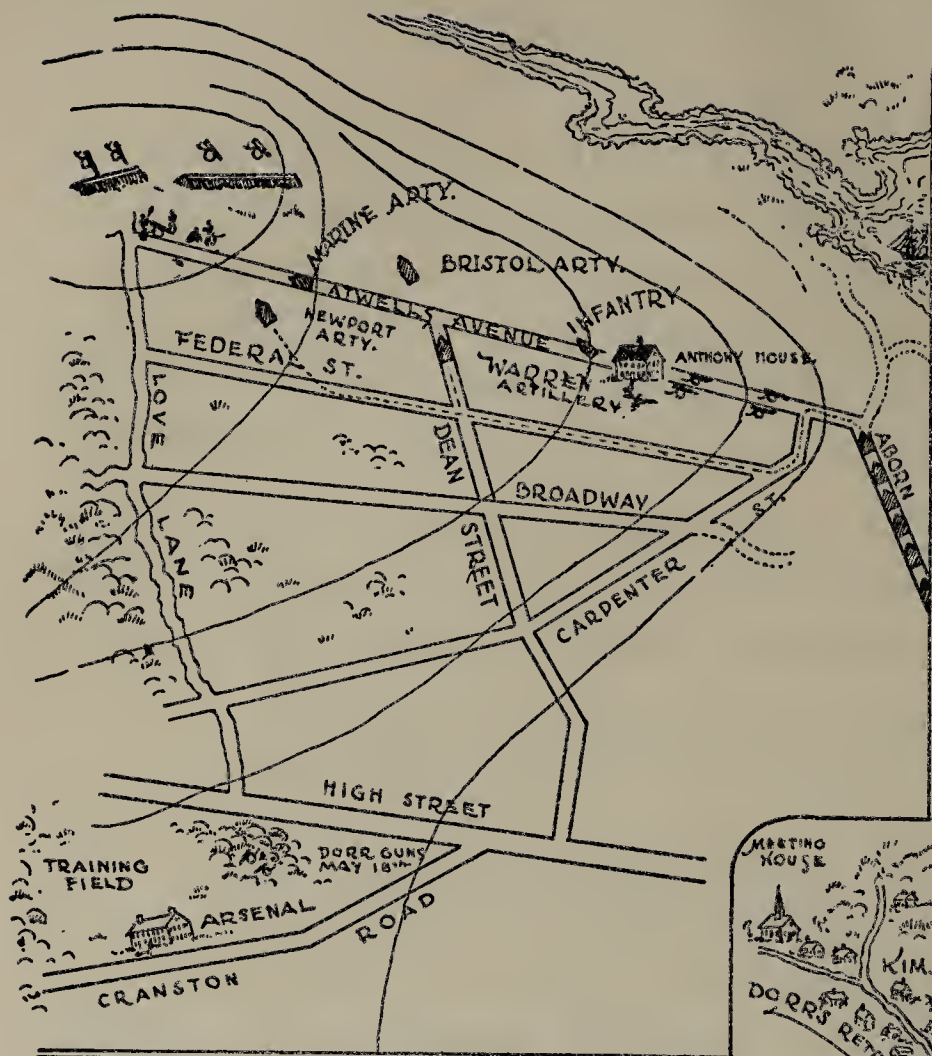 MARINE ARTY.
BRISTOL ARTY.
INFANTRY
ATWELLS AVENUE
NEWPORT
ARTY.
ANTHONY HOUSE
WARREN
ARTILLERY.
FEDERAL ST.
LOVE LANE
DEAN STREET
ABORN
BROADWAY
CARPENTER ST.
HIGH STREET
DORR GUNS
MAY 18TH
TRAINING
FIELD
ARSENAL
CRANSTON ROAD
MEETING
HOUSE
KIM
DORR'S RET